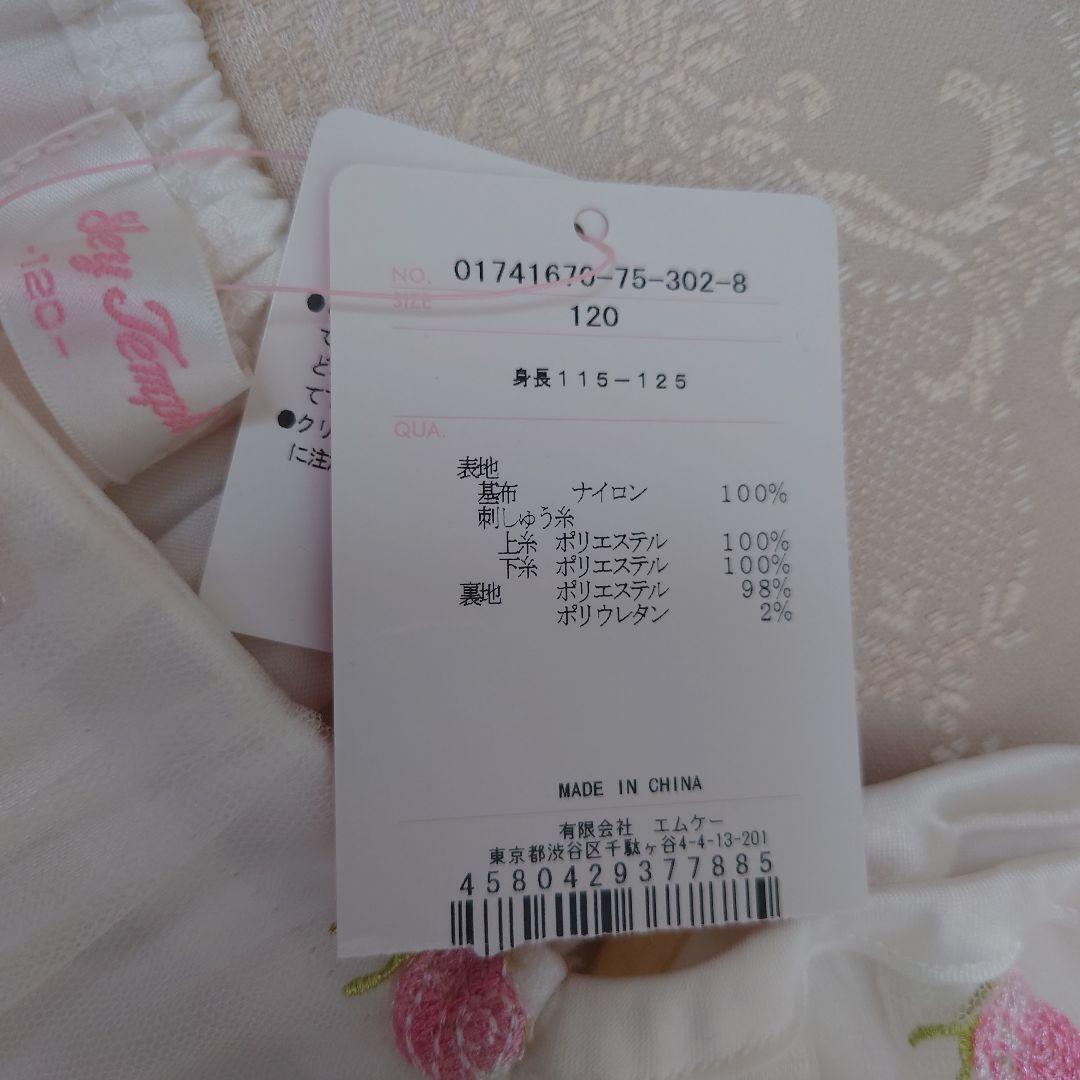 Temple
-120-
て
ど
●クリ
に注
NO. 01741670-75-302-8
SIZE
120
身長115-125
QUA.
表地
基布 ナイロン 100%
刺しゅう糸
上糸 ポリエステル 100%
下糸 ポリエステル 100%
裏地 ポリエステル 98%
ポリウレタン 2%
MADE IN CHINA
有限会社 エムケー
東京都渋谷区千駄ヶ谷4-4-13-201
4580429377885